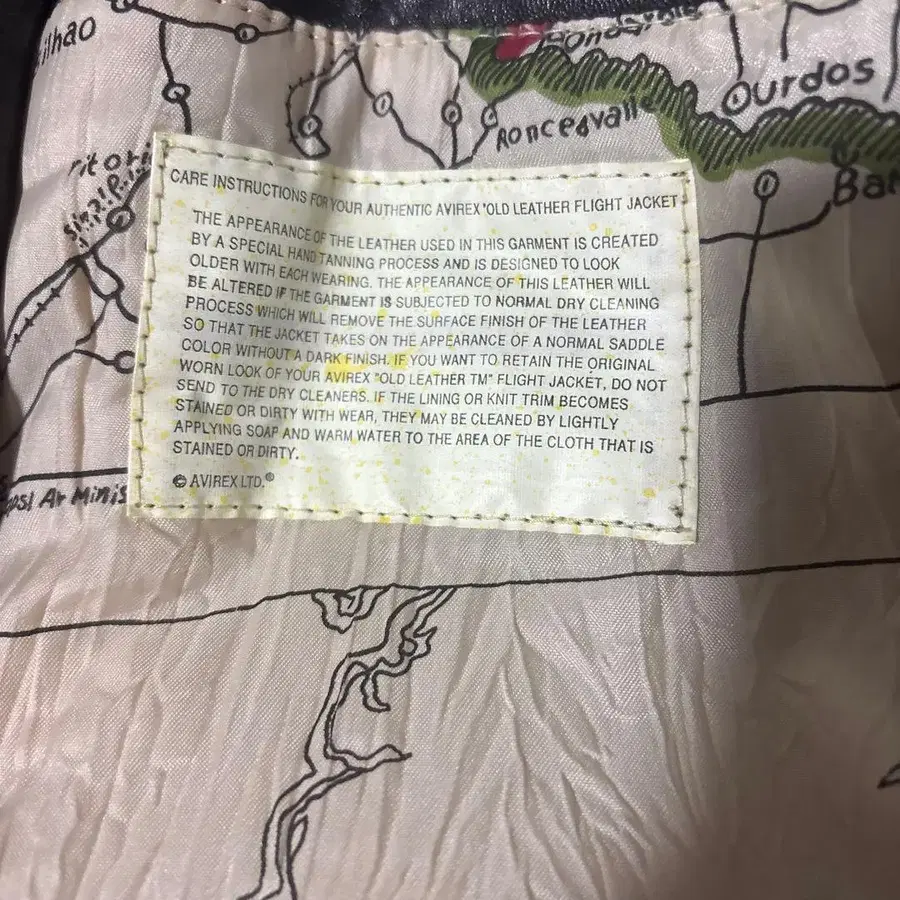 ilhao
Roncesvalle
Ourdos
Ba
CARE INSTRUCTIONS FOR YOUR AUTHENTIC AVIREX "OLD LEATHER FLIGHT JACKET"
THE APPEARANCE OF THE LEATHER USED IN THIS GARMENT IS CREATED
BY A SPECIAL HAND TANNING PROCESS AND IS DESIGNED TO LOOK
OLDER WITH EACH WEARING. THE APPEARANCE OF THIS LEATHER WILL
BE ALTERED IF THE GARMENT IS SUBJECTED TO NORMAL DRY CLEANING
PROCESS WHICH WILL REMOVE THE SURFACE FINISH OF THE LEATHER
SO THAT THE JACKET TAKES ON THE APPEARANCE OF A NORMAL SADDLE
COLOR WITHOUT A DARK FINISH. IF YOU WANT TO RETAIN THE ORIGINAL
WORN LOOK OF YOUR AVIREX "OLD LEATHER TM" FLIGHT JACKET, DO NOT
SEND TO THE DRY CLEANERS. IF THE LINING OR KNIT TRIM BECOMES
STAINED OR DIRTY WITH WEAR, THEY MAY BE CLEANED BY LIGHTLY
APPLYING SOAP AND WARM WATER TO THE AREA OF THE CLOTH THAT IS
STAINED OR DIRTY.
© AVIREX LTD.®
Ar Minis